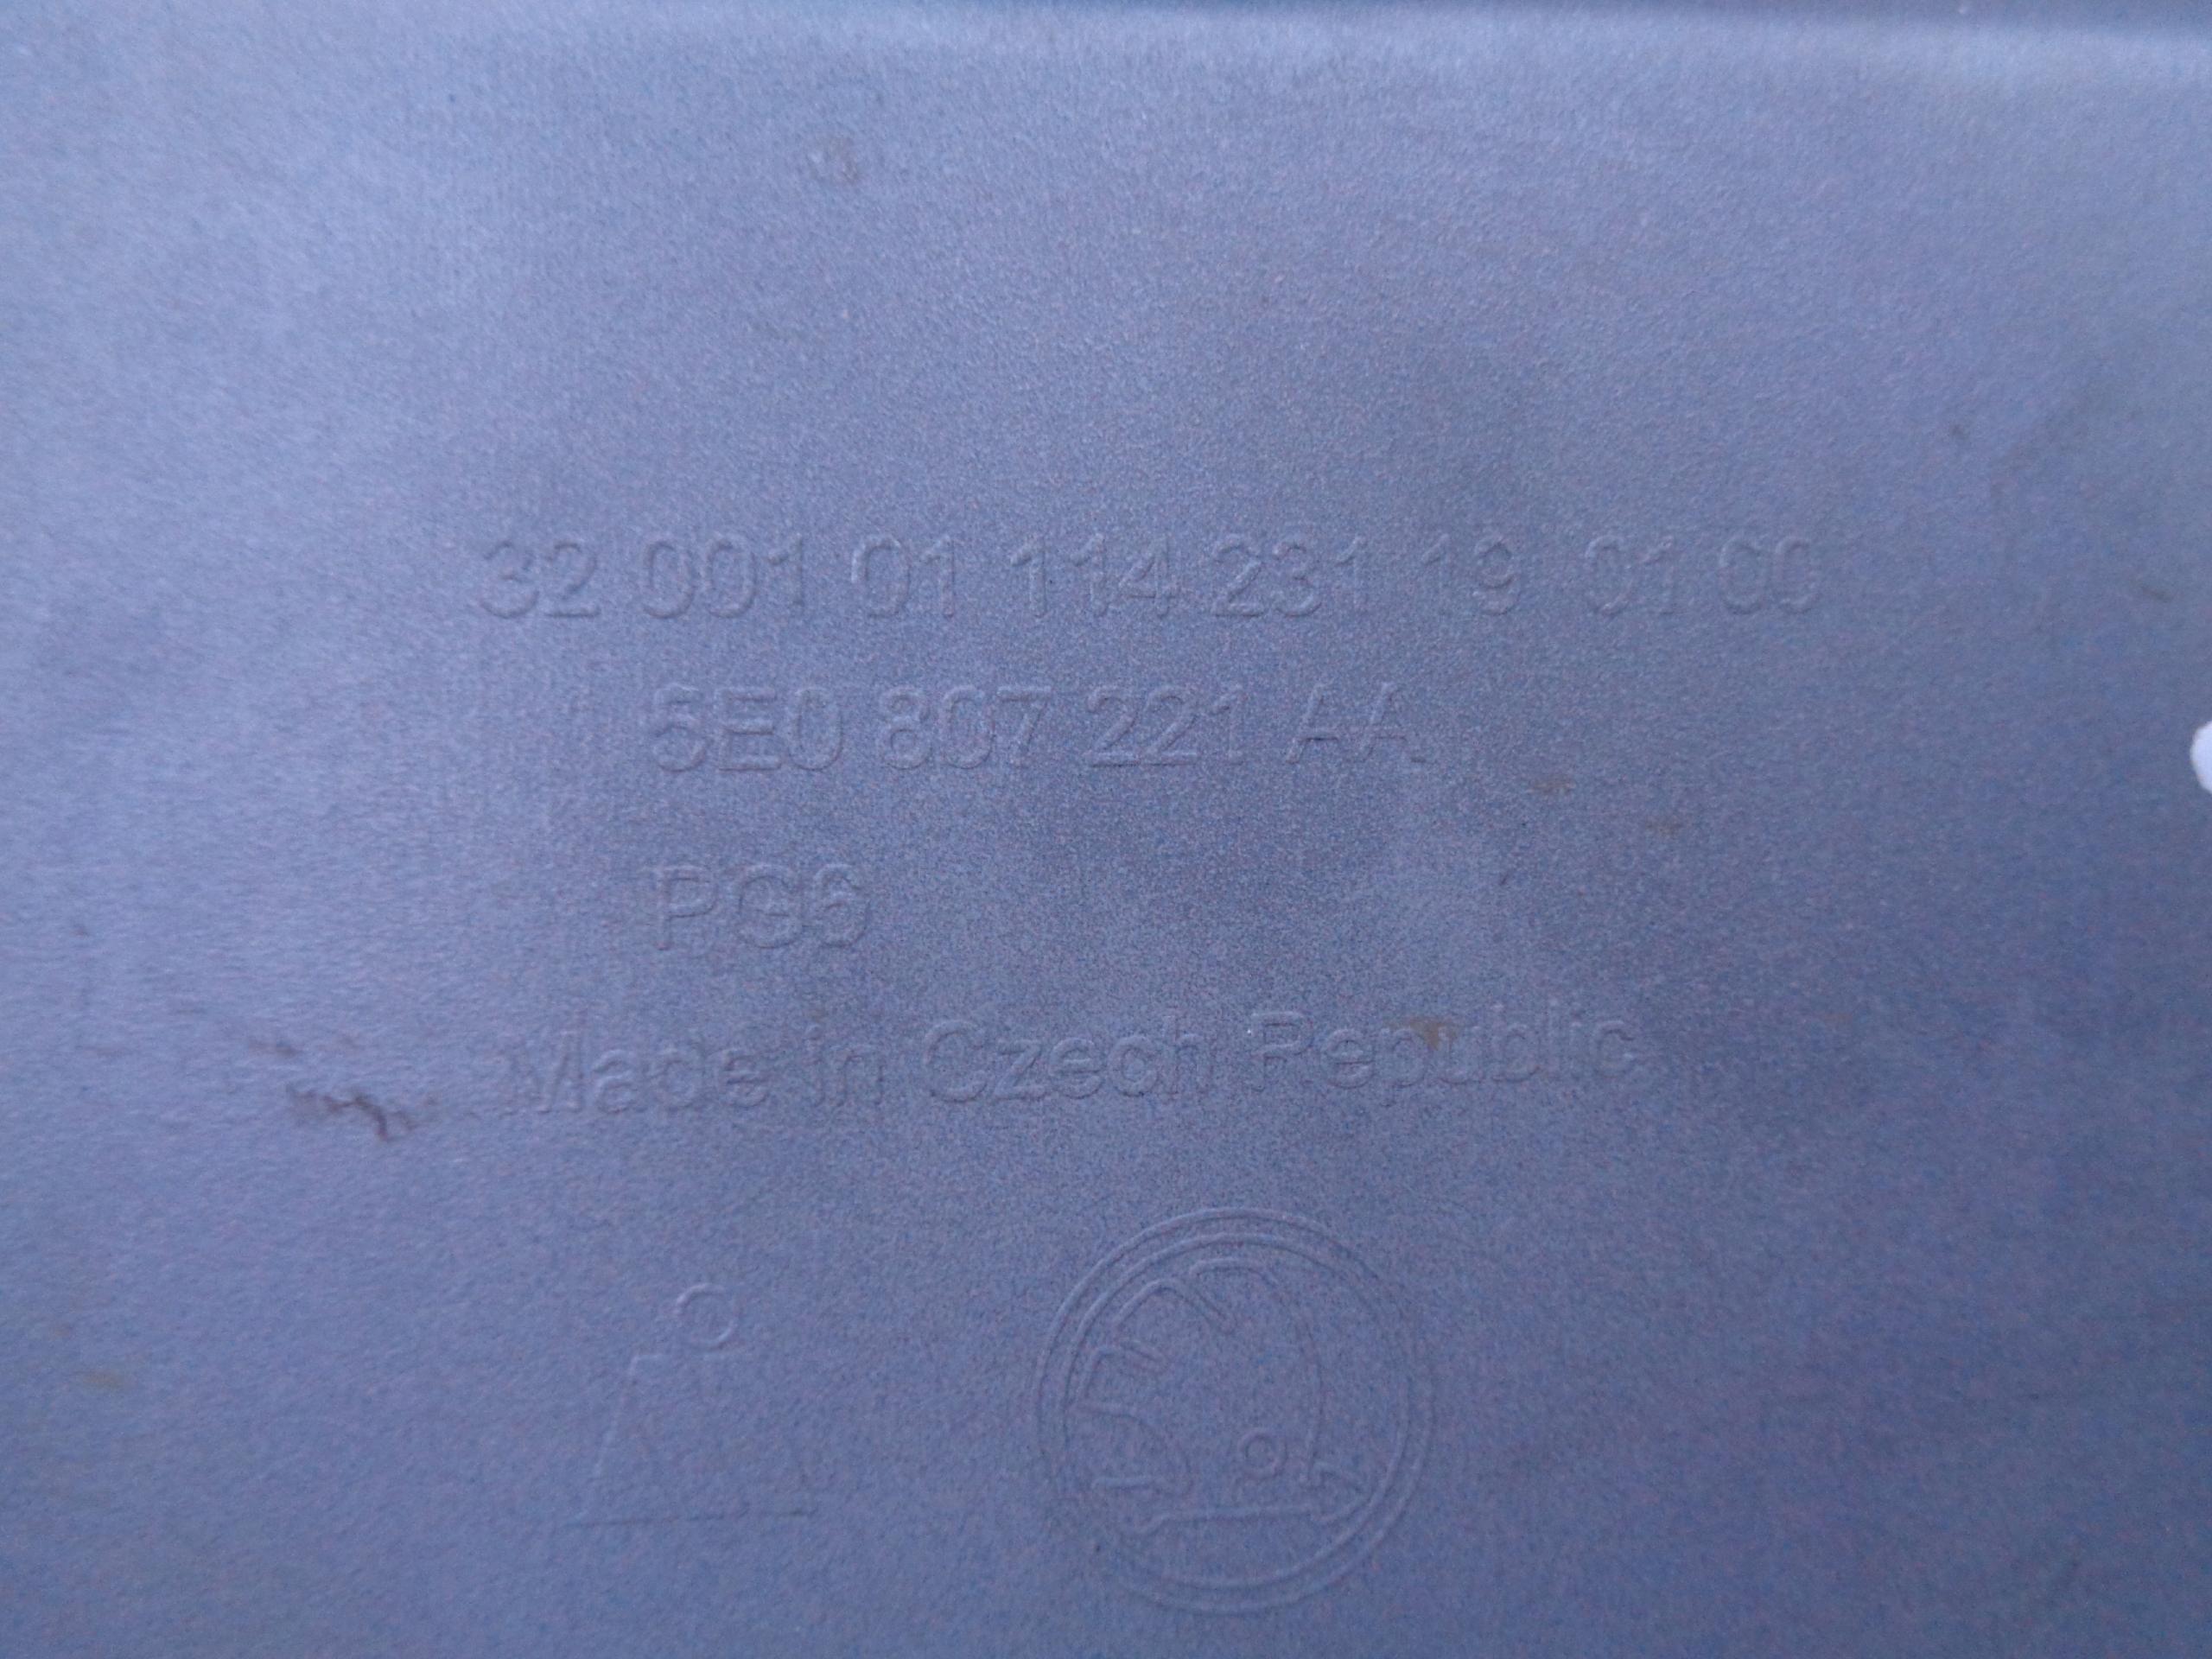 32 001 01 114 231 19 01 00
5E0 807 221 AA
PG6
Made in Czech Republic